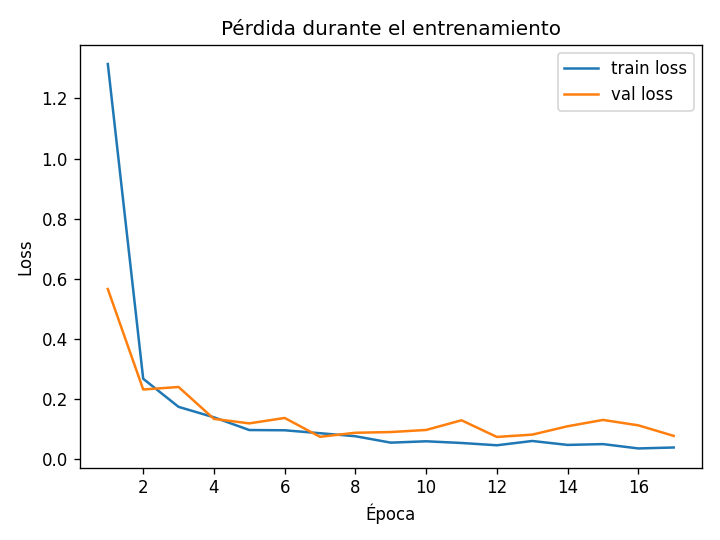 Pérdida durante el entrenamiento
train loss
val loss
1.2
1.0
0.8
0.6
0.4
0.2
0.0
Loss
2 4 6 8 10 12 14 16
Época